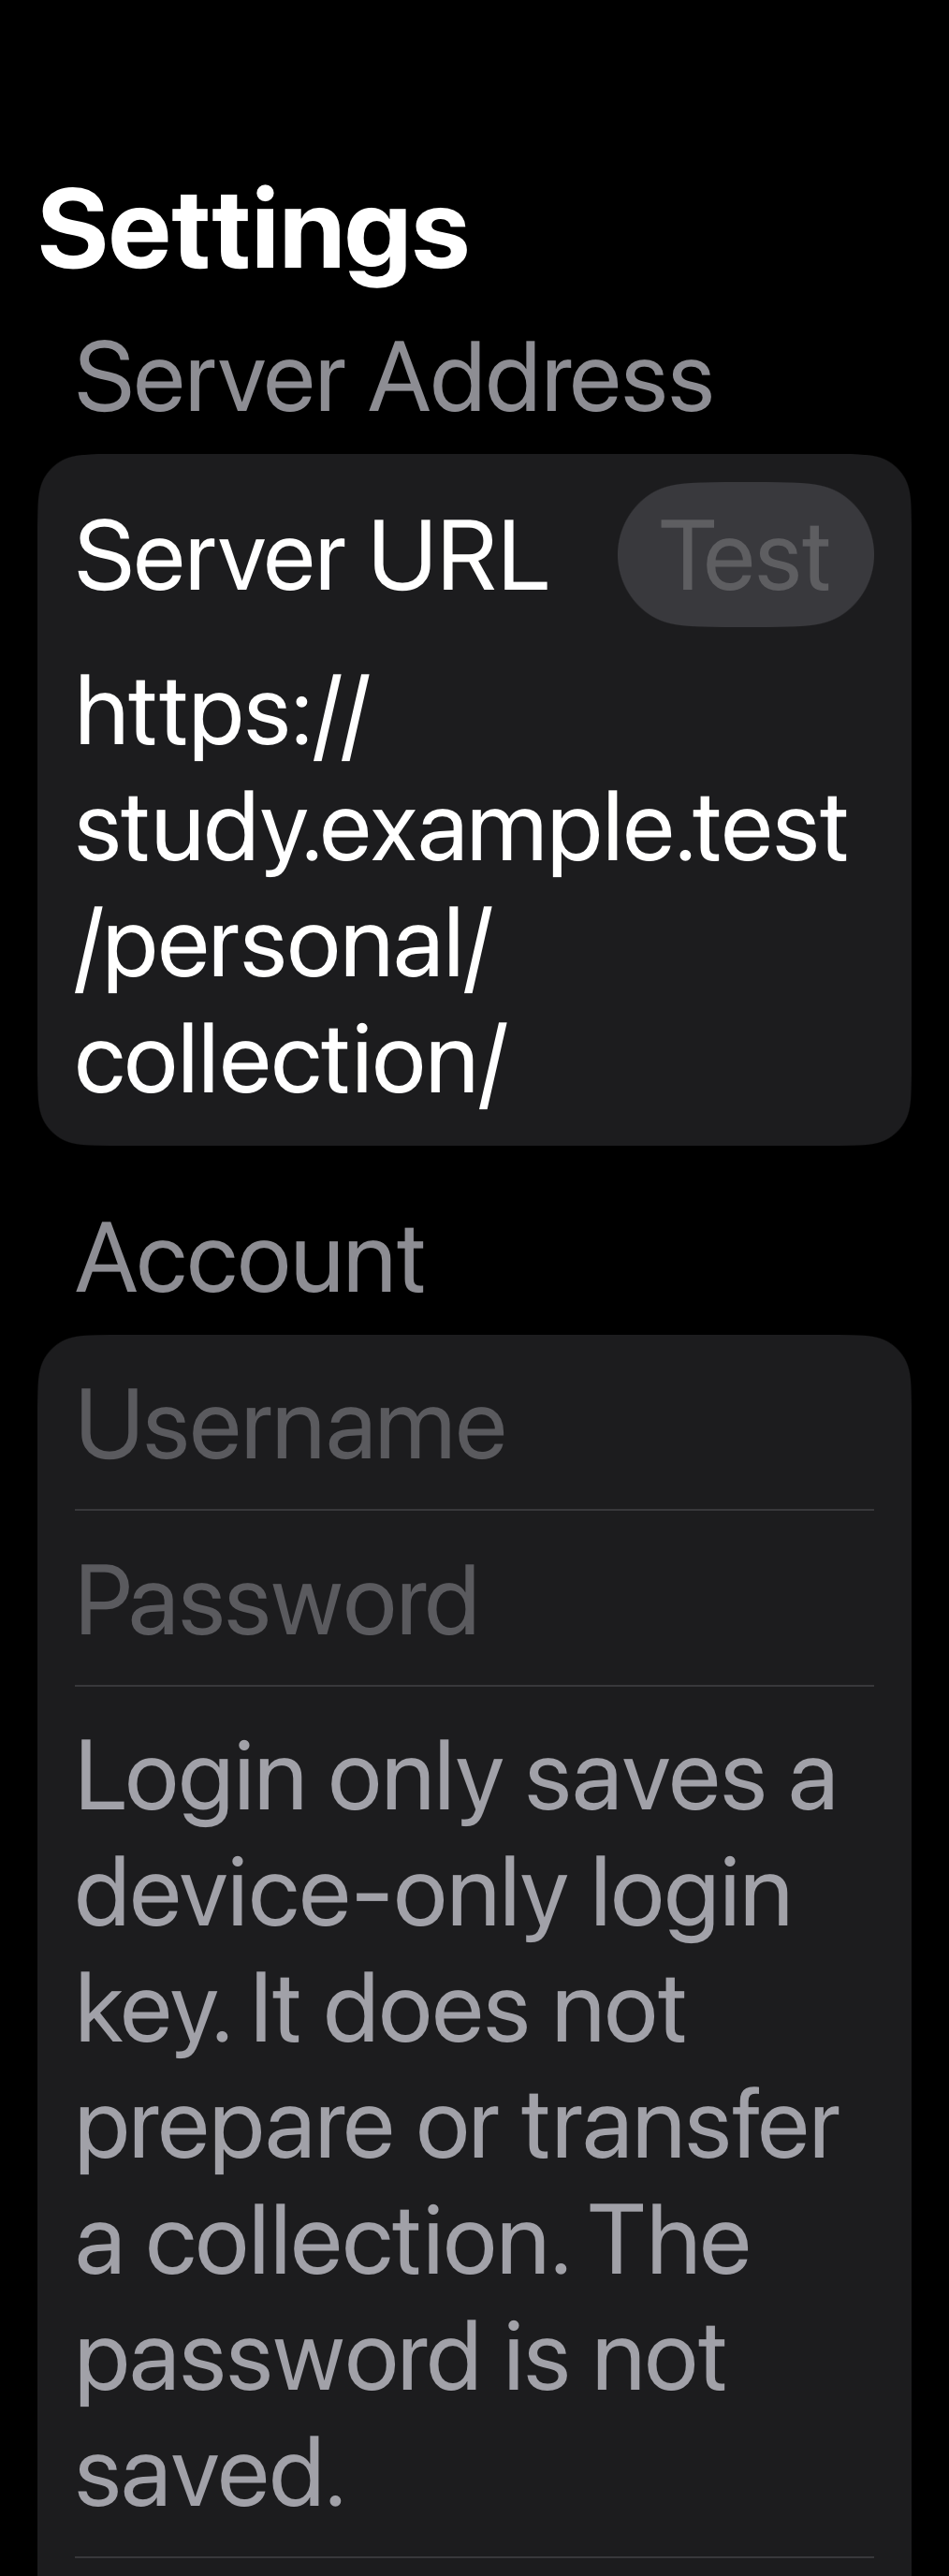 Settings
Server Address
Server URL Test
https://
study.example.test
/personal/
collection/
Account
Username
Password
Login only saves a
device-only login
key. It does not
prepare or transfer
a collection. The
password is not
saved.